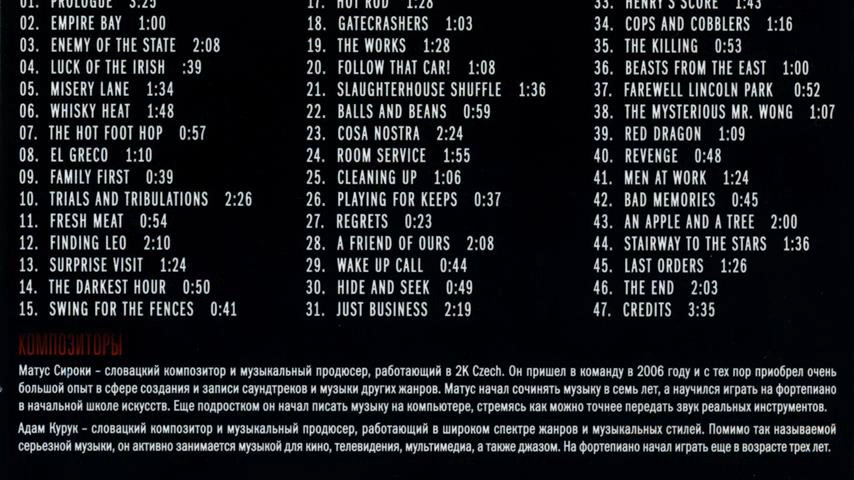 01. PROLOGUE 3:25
02. EMPIRE BAY 1:00
03. ENEMY OF THE STATE 2:08
04. LUCK OF THE IRISH :39
05. MISERY LANE 1:34
06. WHISKY HEAT 1:48
07. THE HOT FOOT HOP 0:57
08. EL GRECO 1:10
09. FAMILY FIRST 0:39
10. TRIALS AND TRIBULATIONS 2:26
11. FRESH MEAT 0:54
12. FINDING LEO 2:10
13. SURPRISE VISIT 1:24
14. THE DARKEST HOUR 0:50
15. SWING FOR THE FENCES 0:41
17. HOT ROD 1:28
18. GATECRASHERS 1:03
19. THE WORKS 1:28
20. FOLLOW THAT CAR! 1:08
21. SLAUGHTERHOUSE SHUFFLE 1:36
22. BALLS AND BEANS 0:59
23. COSA NOSTRA 2:24
24. ROOM SERVICE 1:55
25. CLEANING UP 1:06
26. PLAYING FOR KEEPS 0:37
27. REGRETS 0:23
28. A FRIEND OF OURS 2:08
29. WAKE UP CALL 0:44
30. HIDE AND SEEK 0:49
31. JUST BUSINESS 2:19
33. HENRY'S SCORE 1:43
34. COPS AND COBBLERS 1:16
35. THE KILLING 0:53
36. BEASTS FROM THE EAST 1:00
37. FAREWELL LINCOLN PARK 0:52
38. THE MYSTERIOUS MR. WONG 1:07
39. RED DRAGON 1:09
40. REVENGE 0:48
41. MEN AT WORK 1:24
42. BAD MEMORIES 0:45
43. AN APPLE AND A TREE 2:00
44. STAIRWAY TO THE STARS 1:36
45. LAST ORDERS 1:26
46. THE END 2:03
47. CREDITS 3:35
КОМПОЗИТОРЫ
Матус Сироки – словацкий композитор и музыкальный продюсер, работающий в 2K Czech. Он пришел в команду в 2006 году и с тех пор приобрел очень
большой опыт в сфере создания и записи саундтреков и музыки других жанров. Матус начал сочинять музыку в семь лет, а научился играть на фортепиано
в начальной школе искусств. Еще подростком он начал писать музыку на компьютере, стремясь как можно точнее передать звук реальных инструментов.
Адам Курук – словацкий композитор и музыкальный продюсер, работающий в широком спектре жанров и музыкальных стилей. Помимо так называемой
серьезной музыки, он активно занимается музыкой для кино, телевидения, мультимедиа, а также джазом. На фортепиано начал играть еще в возрасте трех лет.